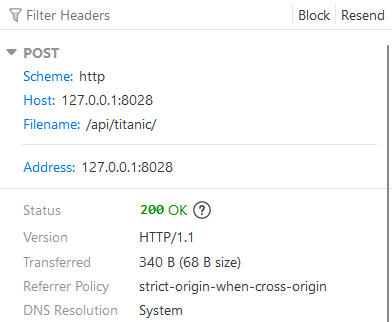 Filter Headers Block Resend
POST
Scheme: http
Host: 127.0.0.1:8028
Filename: /api/titanic/
Address: 127.0.0.1:8028
Status 200 OK ?
Version HTTP/1.1
Transferred 340 B (68 B size)
Referrer Policy strict-origin-when-cross-origin
DNS Resolution System